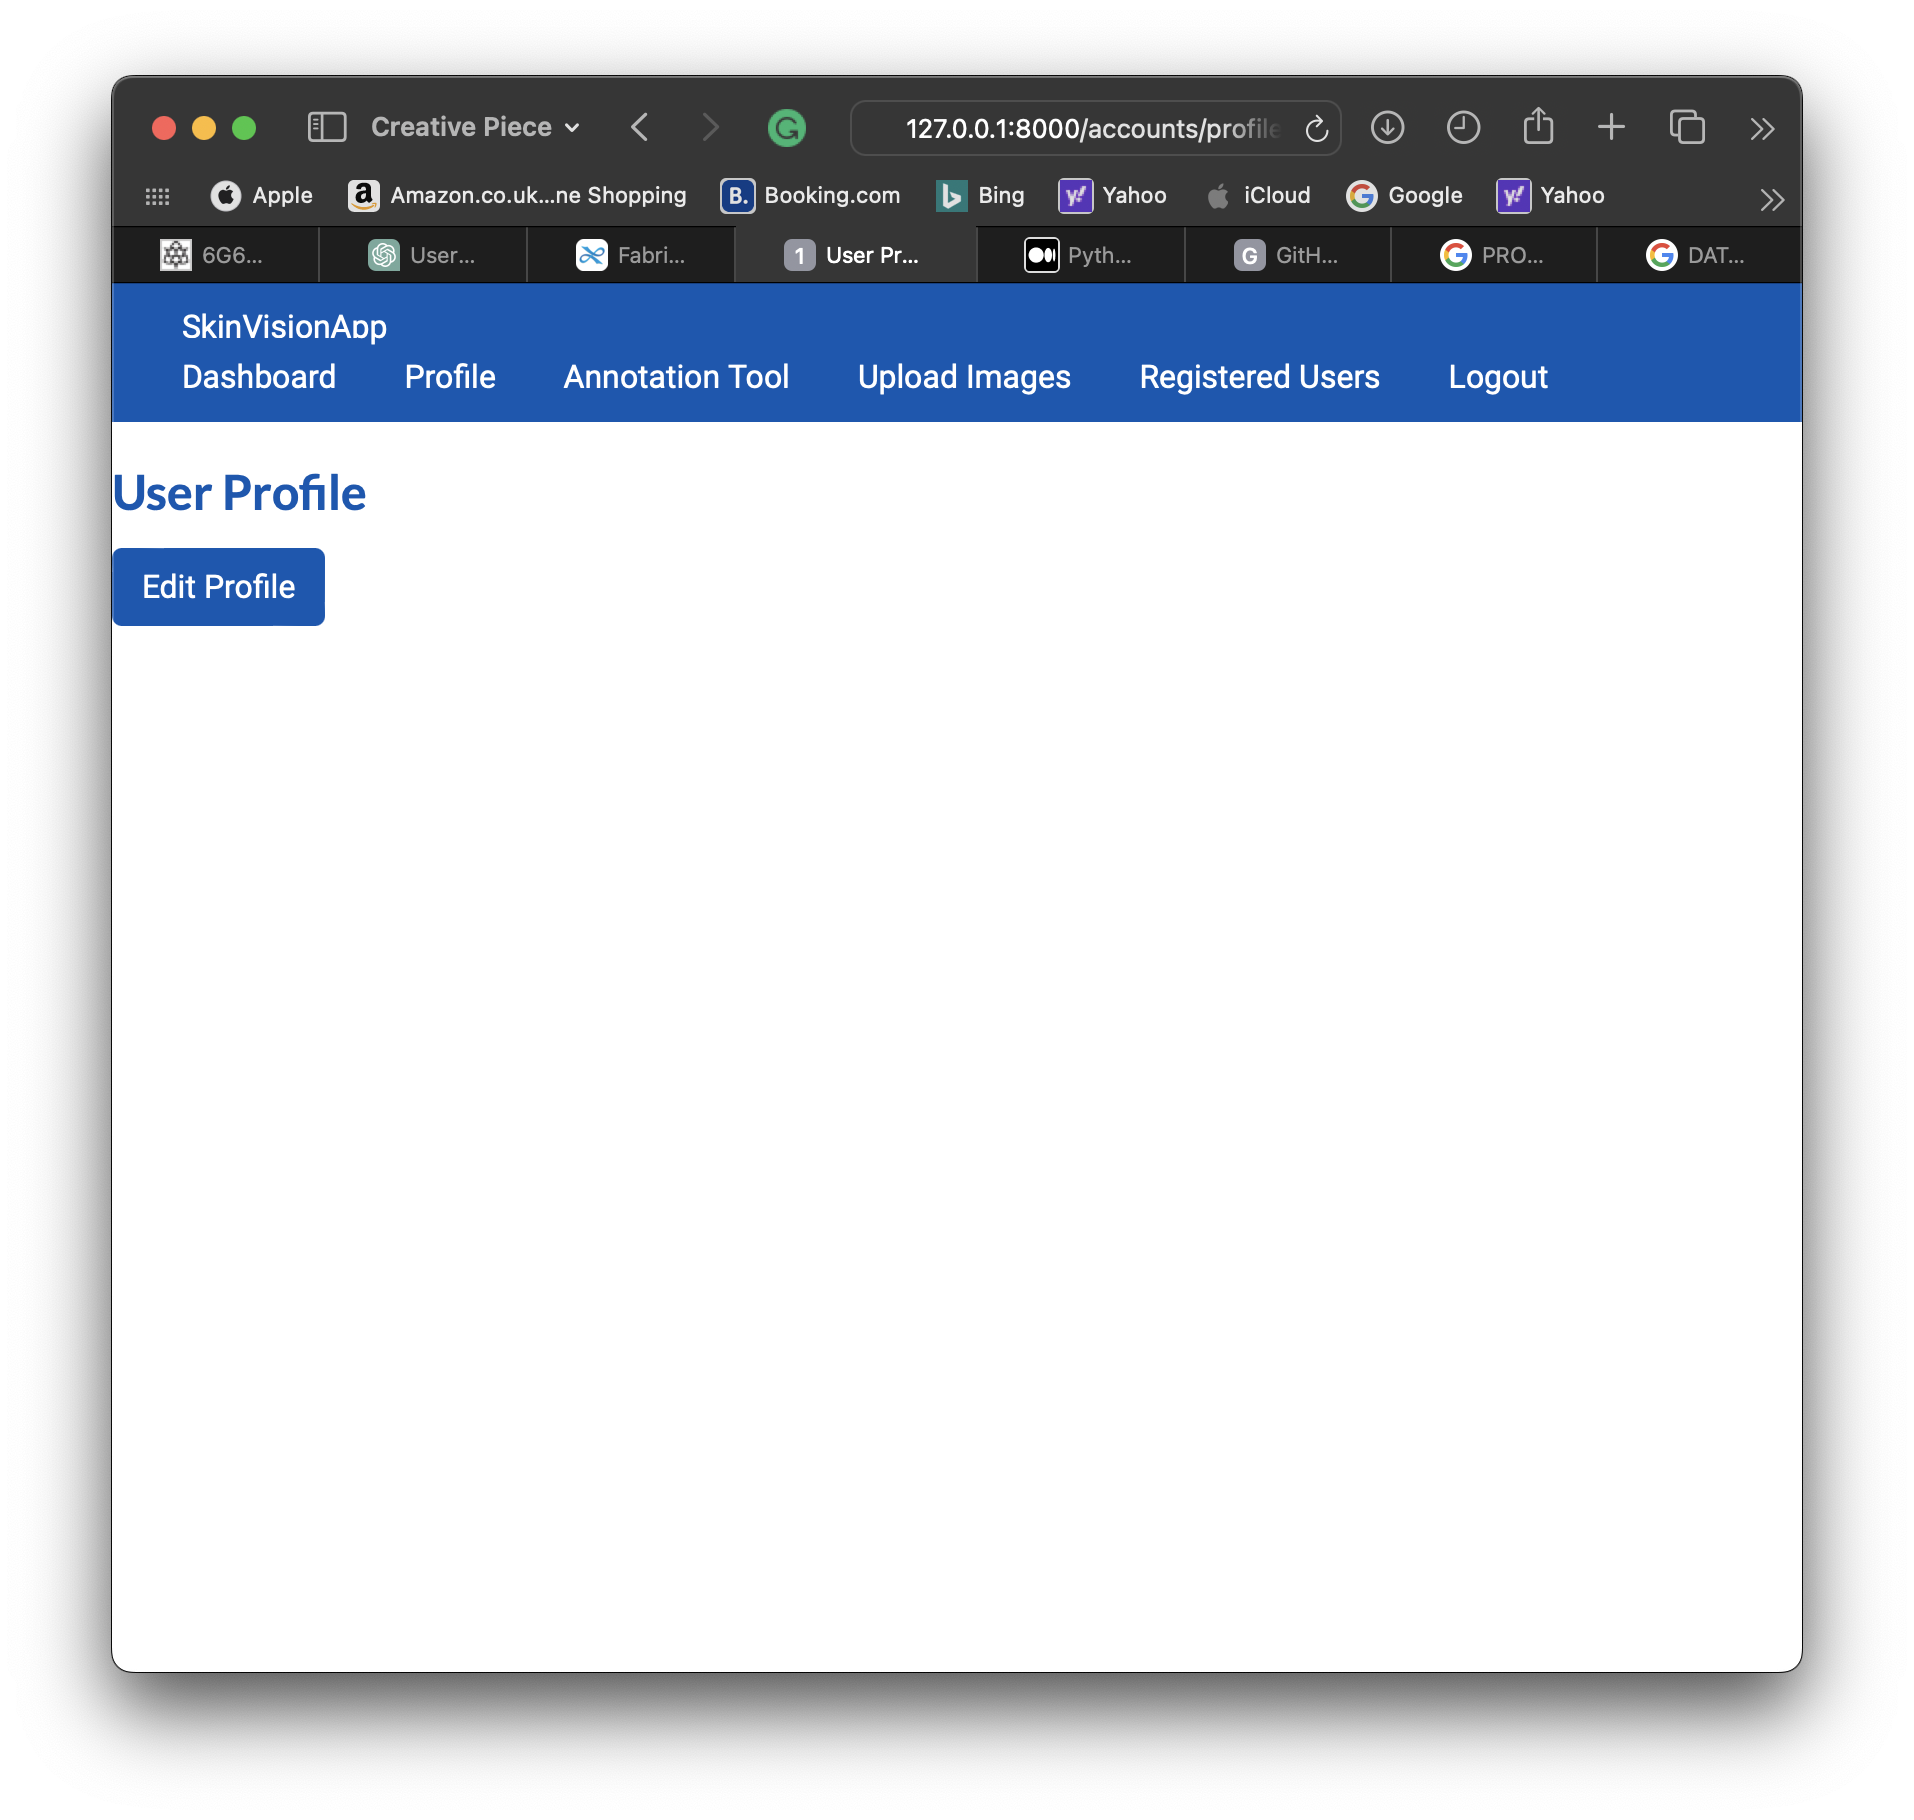 Creative Piece
127.0.0.1:8000/accounts/profile
Apple
Amazon.co.uk...ne Shopping
B. Booking.com
Bing
Yahoo
iCloud
Google
Yahoo
6G6...
User...
Fabri...
1 User Pr...
Pyth...
G GitH...
PRO...
DAT...
SkinVisionApp
Dashboard Profile Annotation Tool Upload Images Registered Users Logout
User Profile
Edit Profile